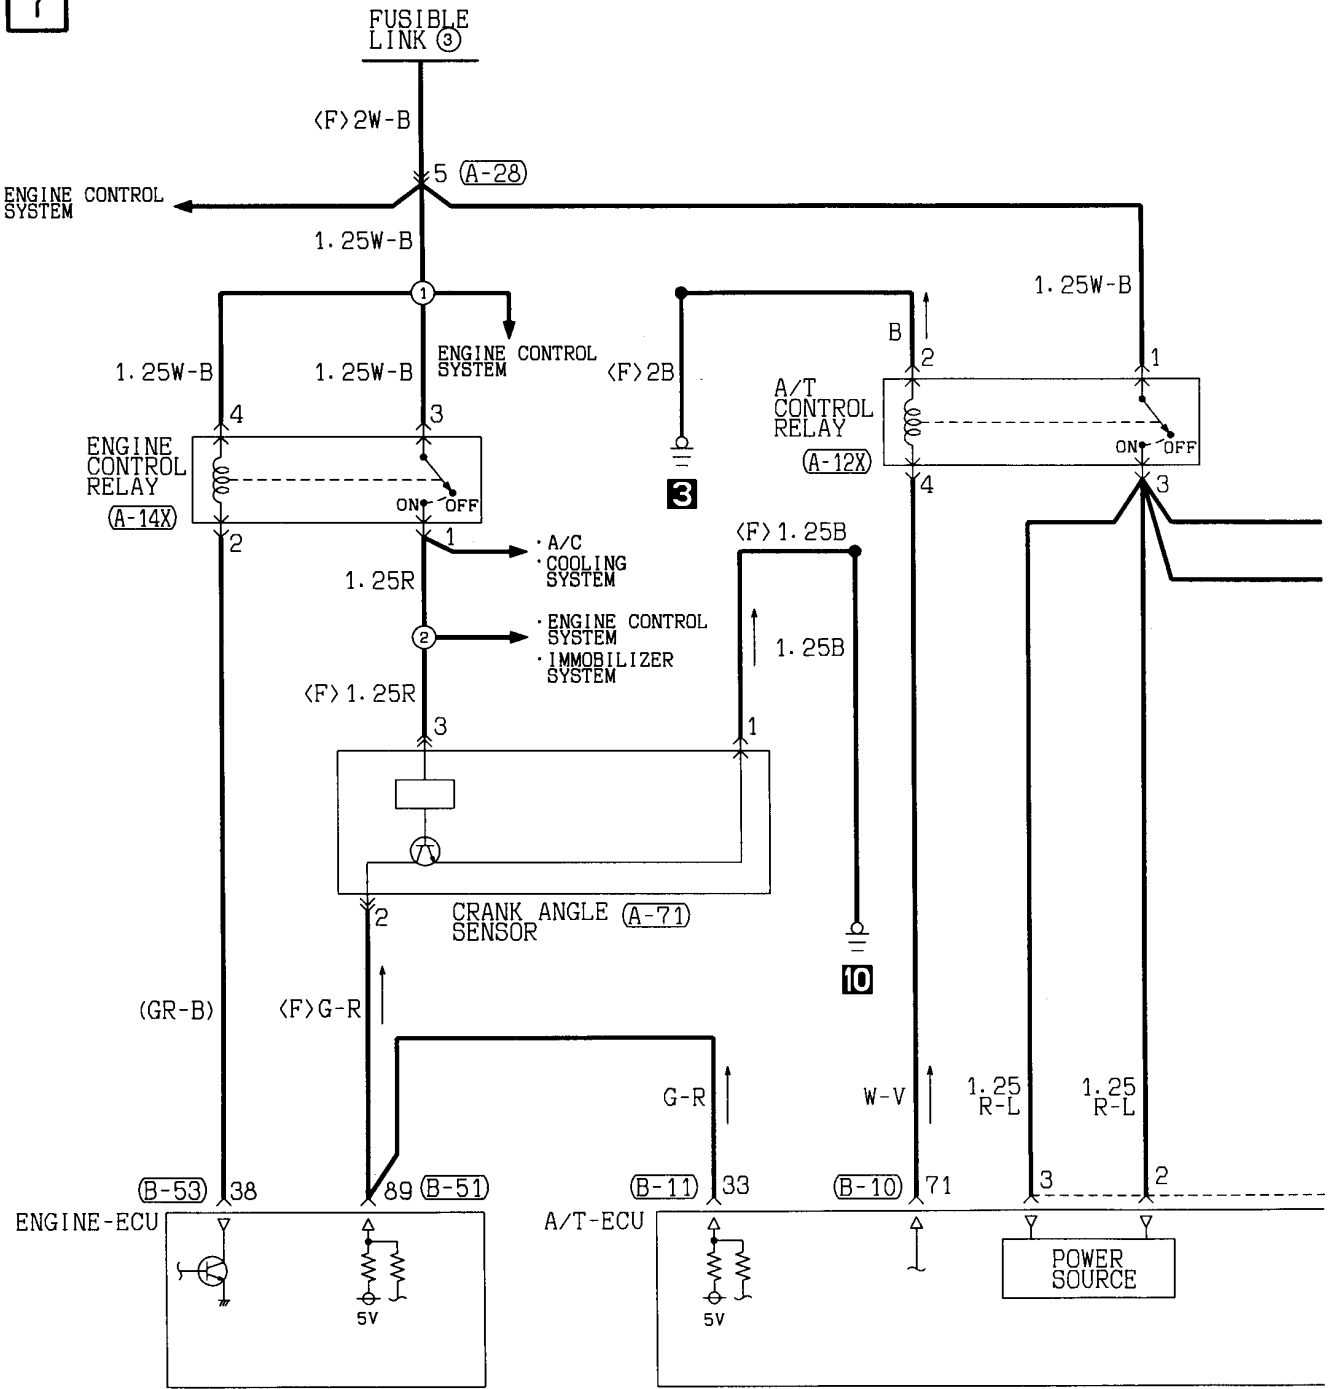 FUSIBLE
LINK ③
<F>2W-B
5 (A-28)
ENGINE CONTROL
SYSTEM
1.25W-B
1.25W-B
1
B
2
1
1.25W-B
1.25W-B
ENGINE CONTROL
SYSTEM
<F>2B
A/T
CONTROL
RELAY
(A-12X)
ON
OFF
4
3
4
3
ENGINE
CONTROL
RELAY
(A-14X)
ON
OFF
3
2
1
<F>1.25B
·A/C
·COOLING
SYSTEM
1.25R
2
·ENGINE CONTROL
SYSTEM
·IMMOBILIZER
SYSTEM
1.25B
<F>1.25R
3
1
2
CRANK ANGLE
SENSOR
(A-71)
10
(GR-B)
<F>G-R
G-R
W-V
1.25
R-L
1.25
R-L
(B-53) 38
89 (B-51)
(B-11) 33
(B-10) 71
3
2
ENGINE-ECU
A/T-ECU
5V
5V
POWER
SOURCE